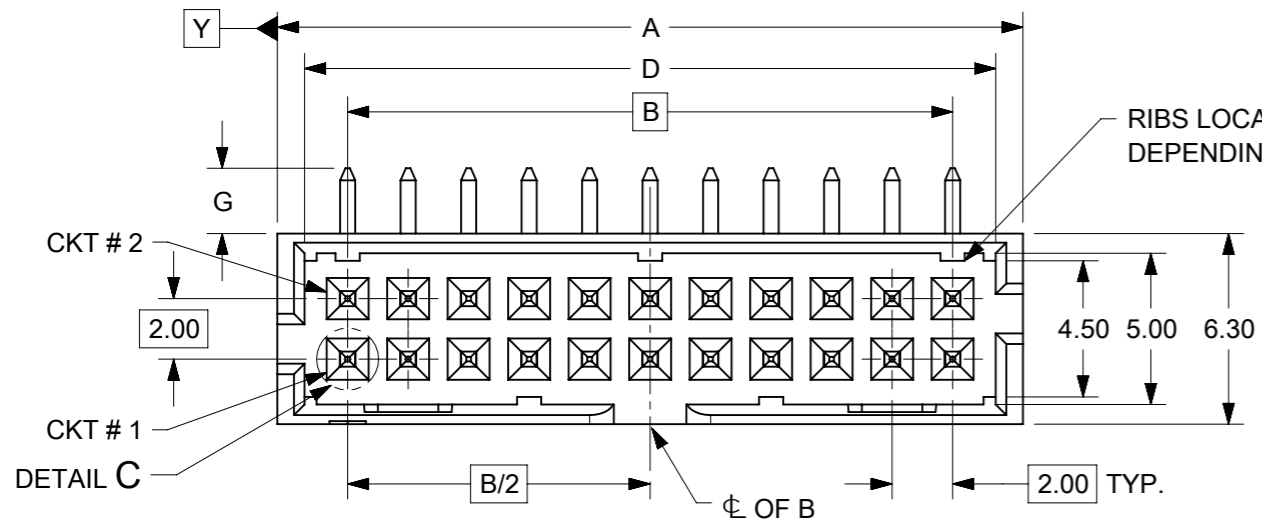 Y
A
D
B
RIBS
DEPENDIN
G
CKT # 2
2.00
4.50 5.00 6.30
CKT # 1
DETAIL C
B/2
℄ OF B
2.00 TYP.